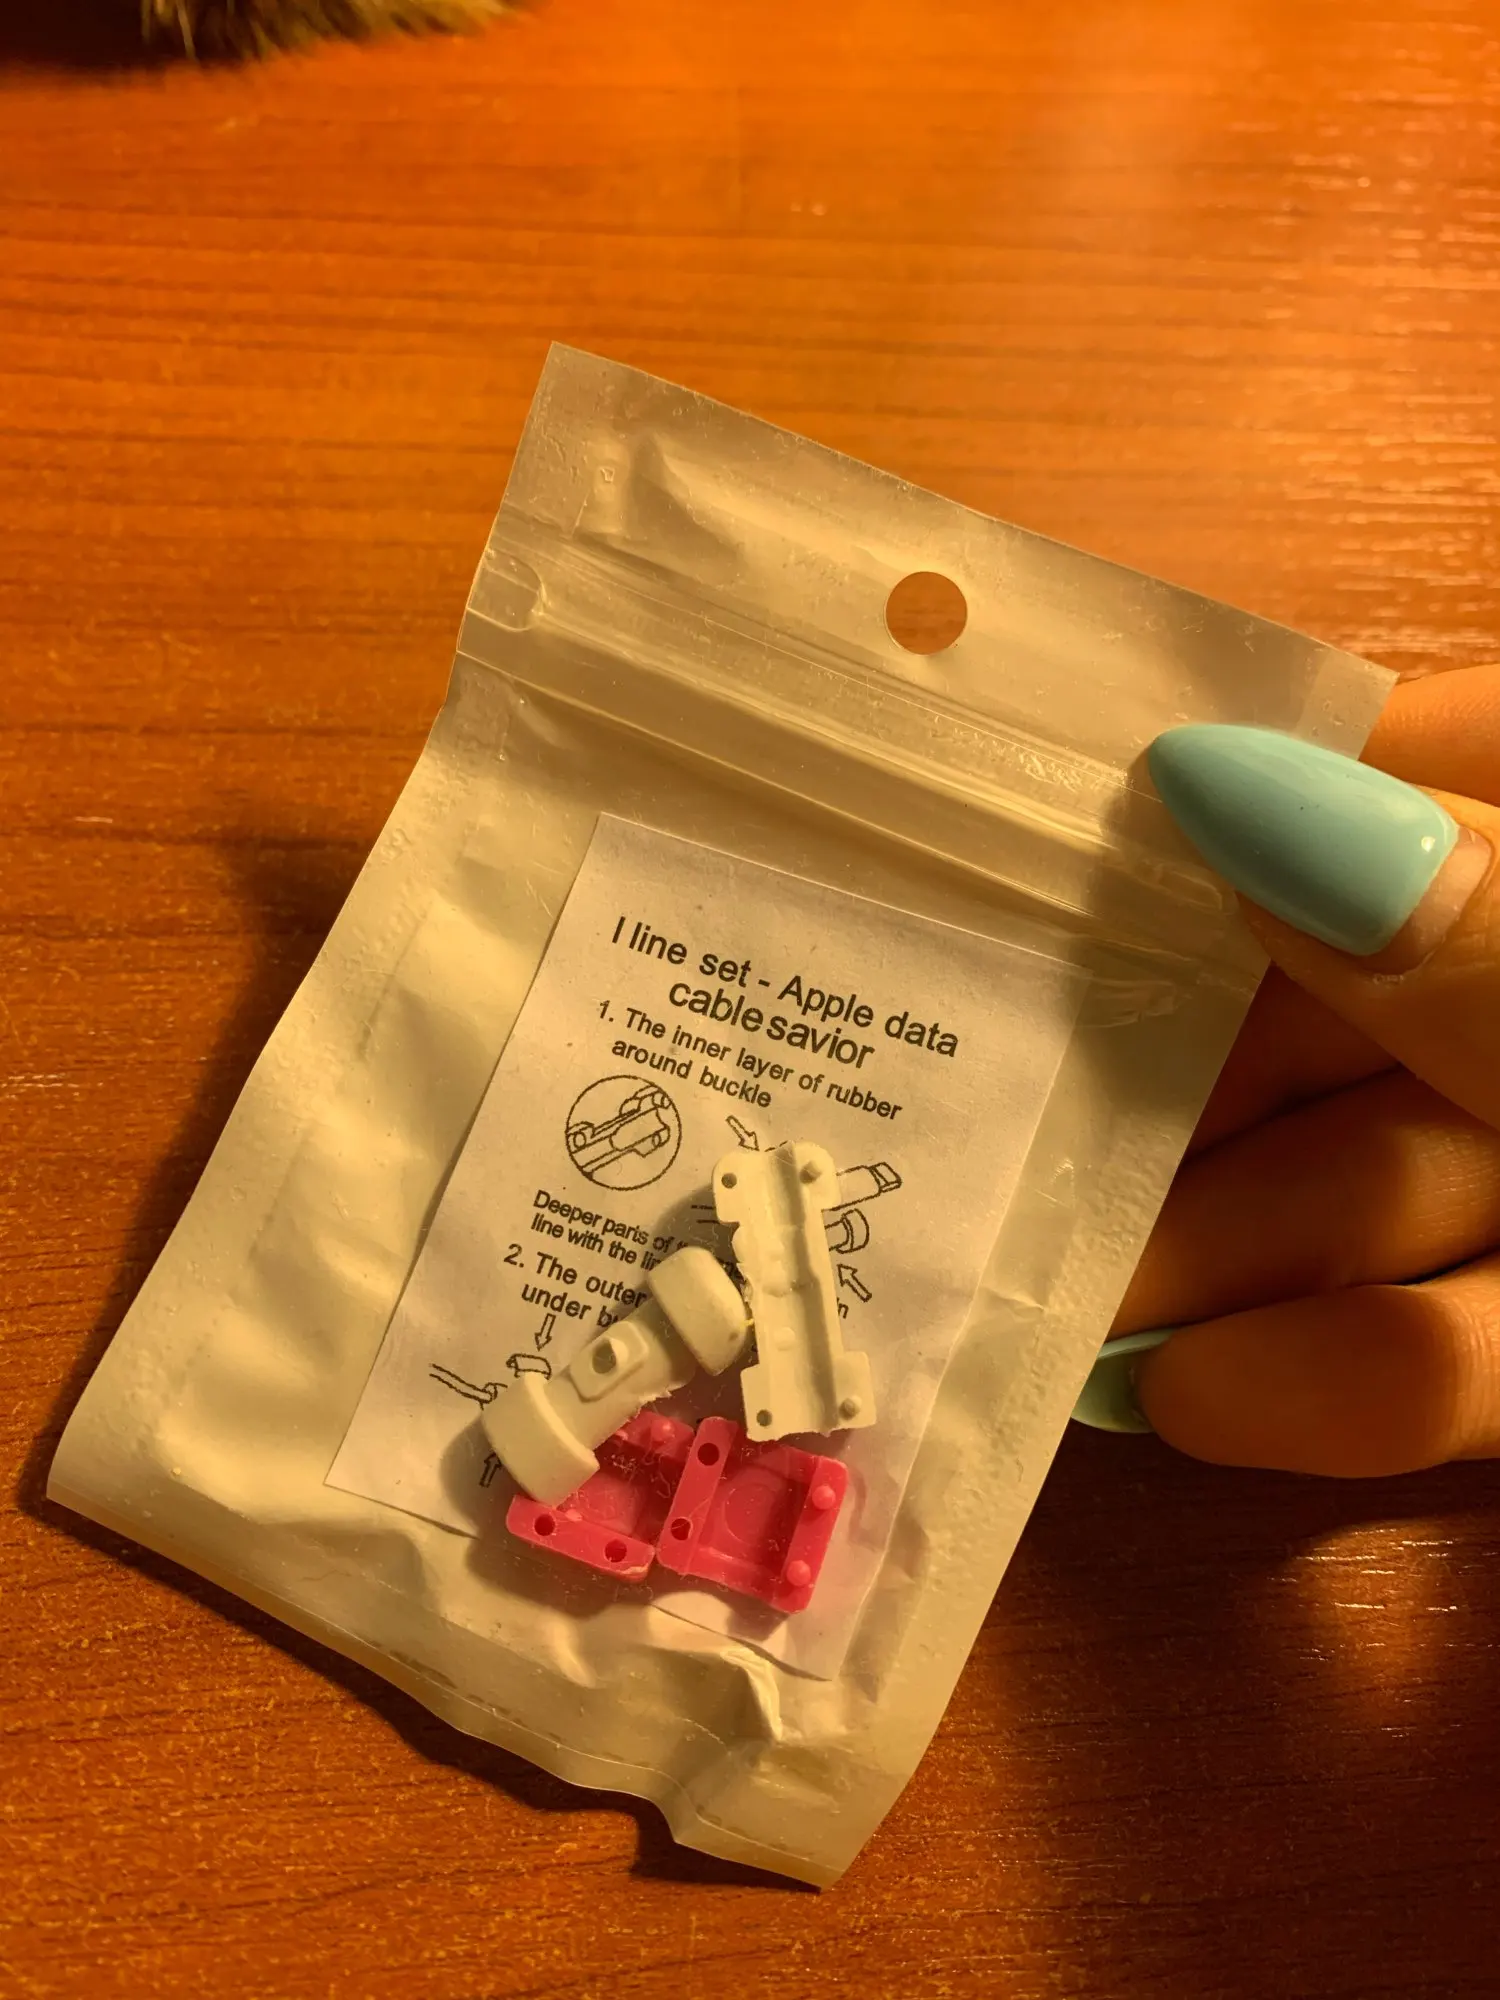 I line set - Apple data
cable savior
1. The inner layer of rubber
around buckle
Deeper parts of
line with the
2. The outer
under